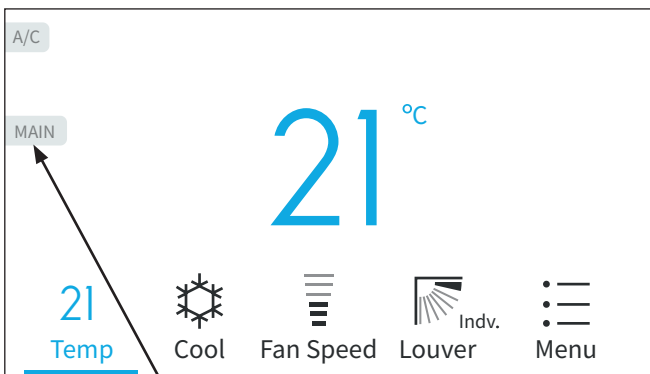 A/C
MAIN
21 °C
21
Indv.
Temp Cool Fan Speed Louver Menu